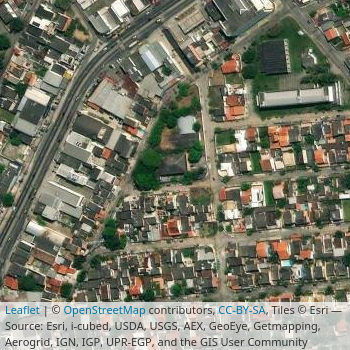 Leaflet | © OpenStreetMap contributors, CC-BY-SA, Tiles © Esri —
Source: Esri, i-cubed, USDA, USGS, AEX, GeoEye, Getmapping,
Aerogrid, IGN, IGP, UPR-EGP, and the GIS User Community